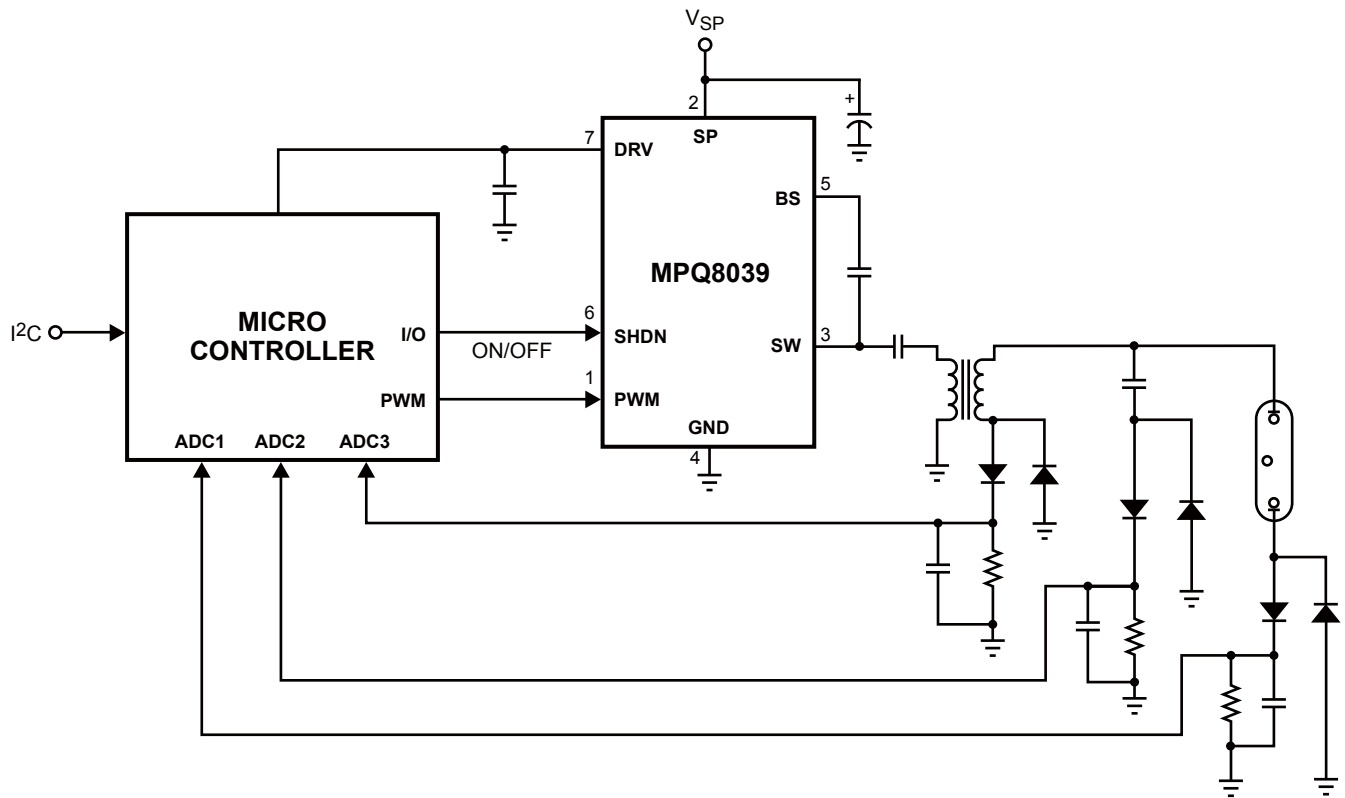 VSP
+
2
SP
7
DRV
5
BS
MPQ8039
MICRO
CONTROLLER
I²C
I/O
ON/OFF
6
SHDN
3
SW
PWM
1
PWM
GND
4
ADC1 ADC2 ADC3